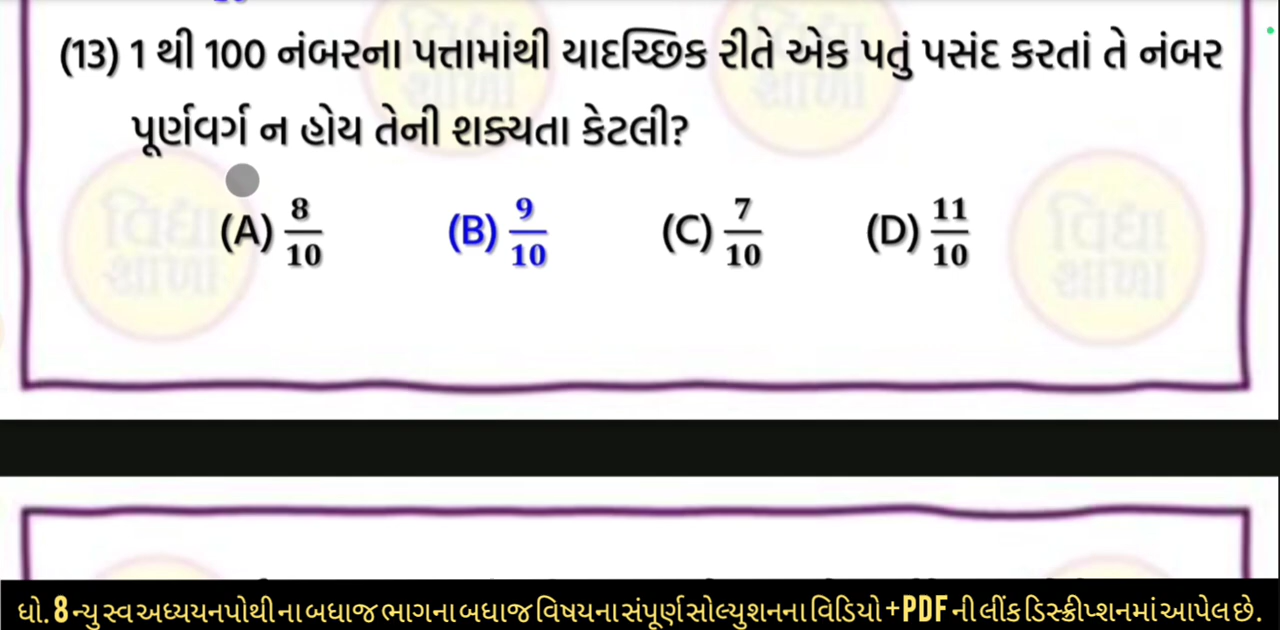 (13) 1 થી 100 નંબરના પત્તામાંથી યાદચ્છિક રીતે એક પતું પસંદ કરતાં તે નંબર
પૂર્ણવર્ગ ન હોય તેની શક્યતા કેટલી?
(A) 8/10 (B) 9/10 (C) 7/10 (D) 11/10
વિદ્યા
શાળા
વિદ્યા
શાળા
ધો. 8 ન્યુ સ્વઅધ્યયનપોથી ના બધાજ ભાગના બધાજ વિષયના સંપૂર્ણ સોલ્યુશનના વિડિયો + PDF ની લીંક ડિસ્ક્રીપ્શનમાં આપેલ છે.